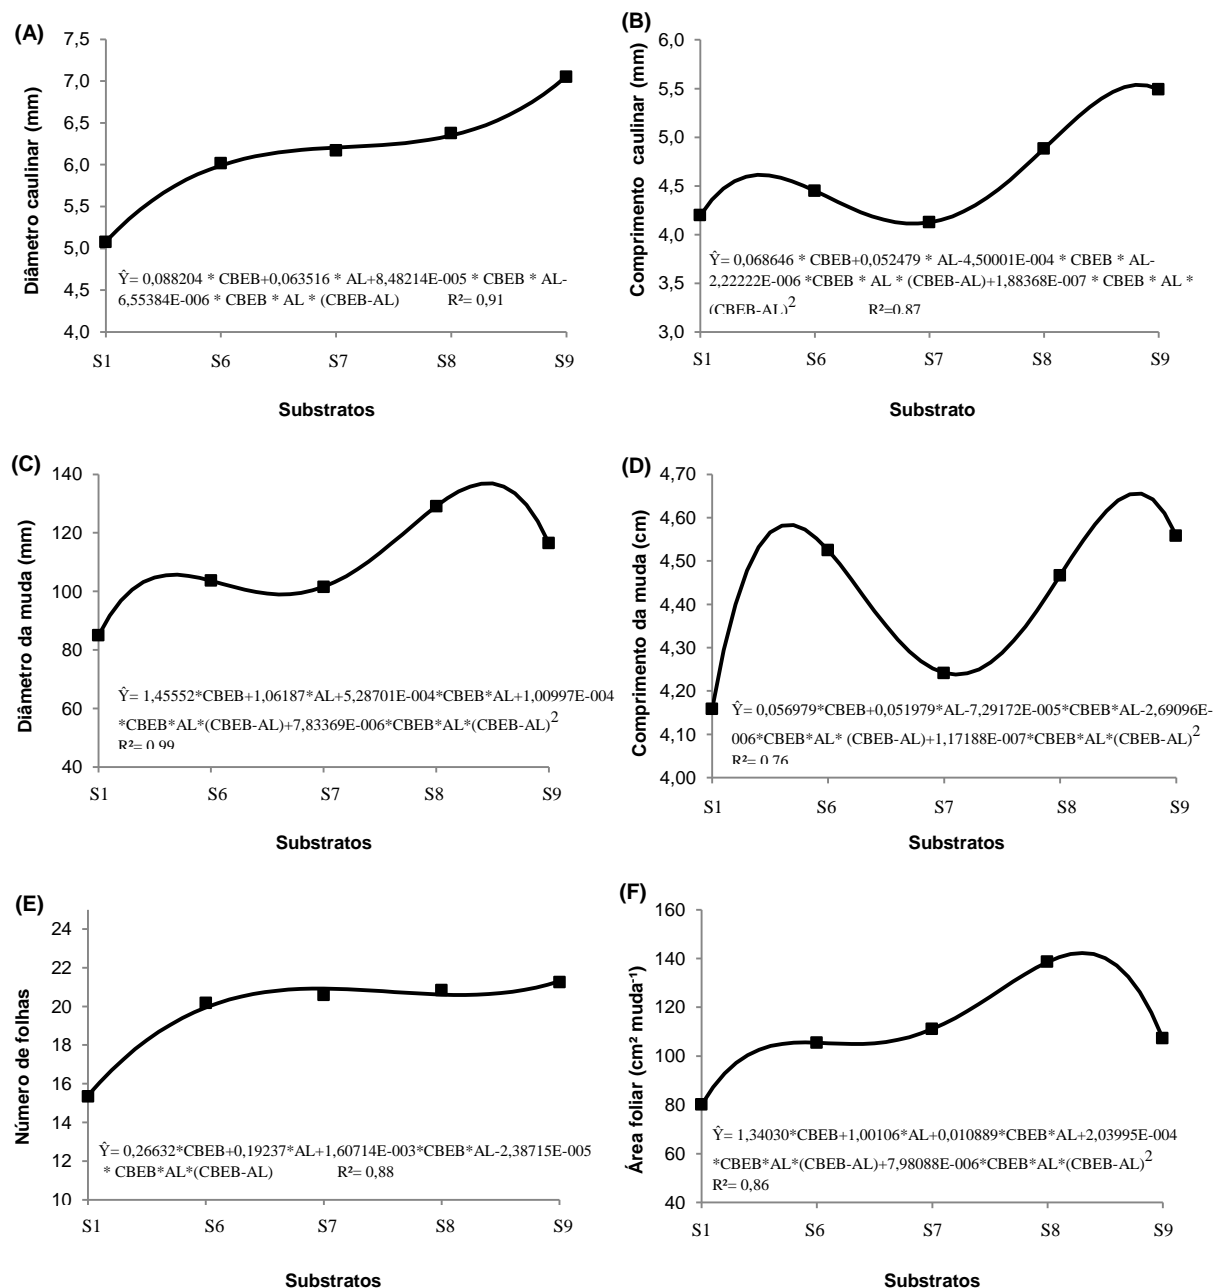 (A)
Diâmetro caulinar (mm)
7,5
7,0
6,5
6,0
5,5
5,0
4,5
4,0
Ŷ= 0,088204 * CBEB+0,063516 * AL+8,48214E-005 * CBEB * AL-
6,55384E-006 * CBEB * AL * (CBEB-AL) R²= 0,91
S1 S6 S7 S8 S9
Substratos
(B)
Comprimento caulinar (mm)
6,0
5,5
5,0
4,5
4,0
3,5
3,0
Ŷ= 0,068646 * CBEB+0,052479 * AL-4,50001E-004 * CBEB * AL-
2,22222E-006 *CBEB * AL * (CBEB-AL)+1,88368E-007 * CBEB * AL *
(CBEB-AL)² R²=0,87
S1 S6 S7 S8 S9
Substrato
(C)
Diâmetro da muda (mm)
140
120
100
80
60
40
Ŷ= 1,45552*CBEB+1,06187*AL+5,28701E-004*CBEB*AL+1,00997E-004
*CBEB*AL*(CBEB-AL)+7,83369E-006*CBEB*AL*(CBEB-AL)²
R²= 0,99
S1 S6 S7 S8 S9
Substratos
(D)
Comprimento da muda (cm)
4,70
4,60
4,50
4,40
4,30
4,20
4,10
4,00
Ŷ= 0,056979*CBEB+0,051979*AL-7,29172E-005*CBEB*AL-2,69096E-
006*CBEB*AL* (CBEB-AL)+1,17188E-007*CBEB*AL*(CBEB-AL)²
R²= 0,76
S1 S6 S7 S8 S9
Substratos
(E)
Número de folhas
24
22
20
18
16
14
12
10
Ŷ= 0,26632*CBEB+0,19237*AL+1,60714E-003*CBEB*AL-2,38715E-005
* CBEB*AL*(CBEB-AL) R²= 0,88
S1 S6 S7 S8 S9
Substratos
(F)
Área foliar (cm² muda⁻¹)
160
140
120
100
80
60
40
Ŷ= 1,34030*CBEB+1,00106*AL+0,010889*CBEB*AL+2,03995E-004
*CBEB*AL*(CBEB-AL)+7,98088E-006*CBEB*AL*(CBEB-AL)²
R²= 0,86
S1 S6 S7 S8 S9
Substratos